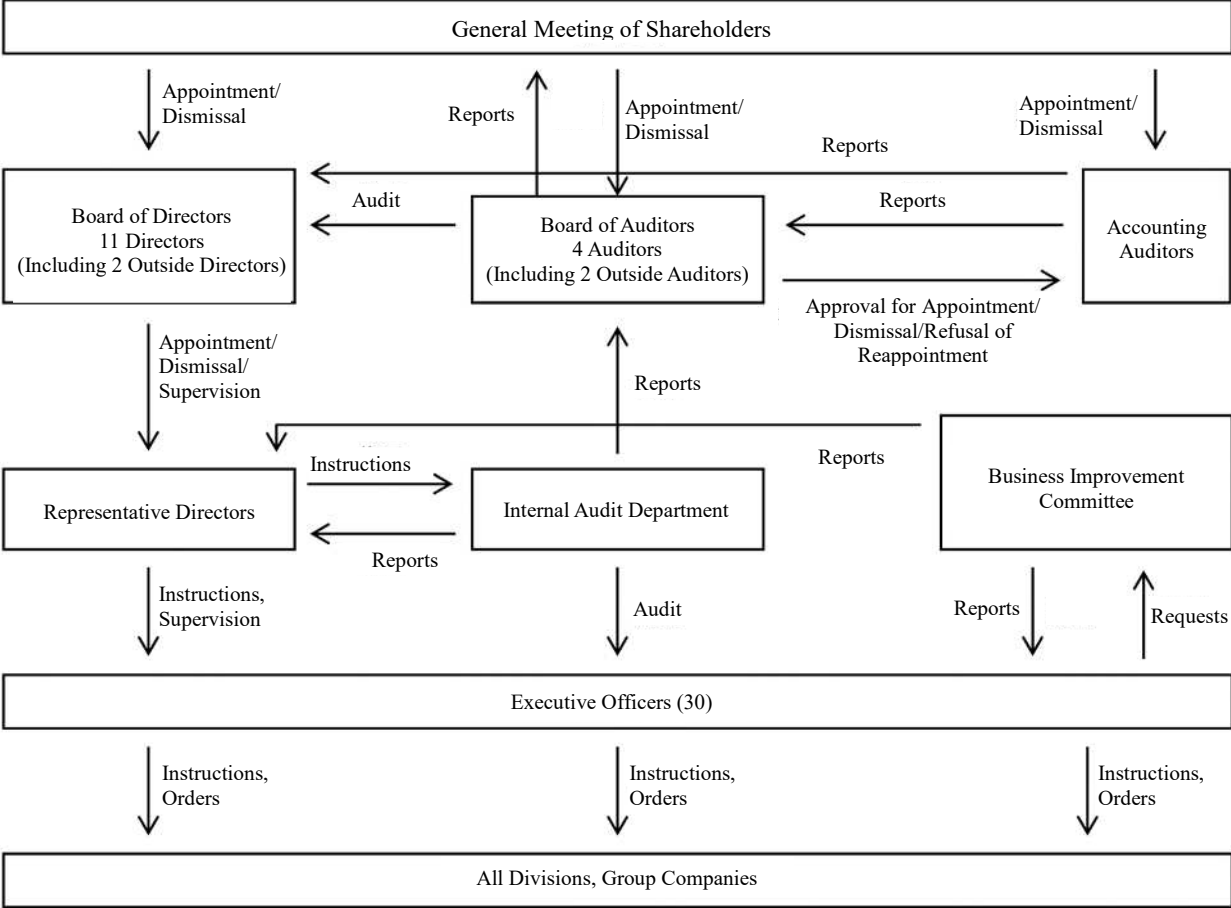 General Meeting of Shareholders
Appointment/
Dismissal
Reports
Appointment/
Dismissal
Appointment/
Dismissal
Reports
Audit
Reports
Board of Directors
11 Directors
(Including 2 Outside Directors)
Board of Auditors
4 Auditors
(Including 2 Outside Auditors)
Accounting
Auditors
Approval for Appointment/
Dismissal/Refusal of
Reappointment
Appointment/
Dismissal/
Supervision
Reports
Instructions
Reports
Representative Directors
Internal Audit Department
Business Improvement
Committee
Reports
Instructions,
Supervision
Audit
Reports
Requests
Executive Officers (30)
Instructions,
Orders
Instructions,
Orders
Instructions,
Orders
All Divisions, Group Companies